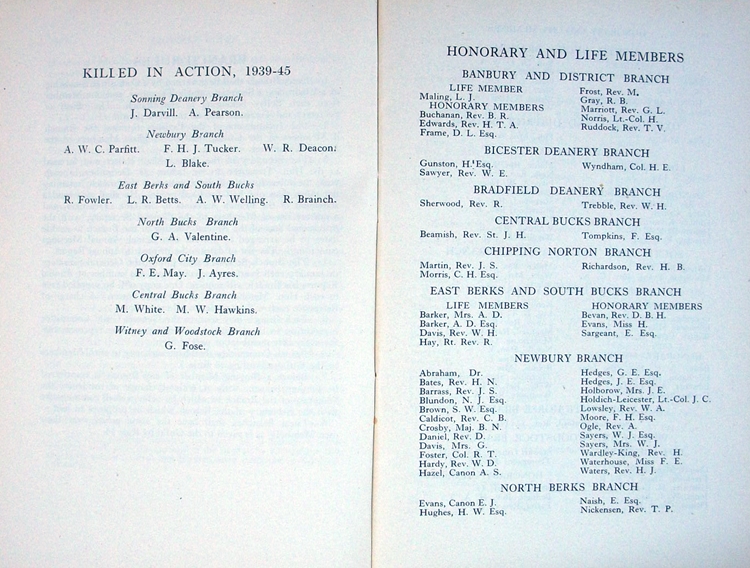 KILLED IN ACTION, 1939-45
Sonning Deanery Branch
J. Darvill. A. Pearson.
Newbury Branch
A. W. C. Parfitt. F. H. J. Tucker. W. R. Deacon.
L. Blake.
East Berks and South Bucks
R. Fowler. L. R. Betts. A. W. Welling. R. Brainch.
North Bucks Branch
G. A. Valentine.
Oxford City Branch
F. E. May. J. Ayres.
Central Bucks Branch
M. White. M. W. Hawkins.
Witney and Woodstock Branch
G. Fose.
HONORARY AND LIFE MEMBERS
BANBURY AND DISTRICT BRANCH
LIFE MEMBER
Maling, L. J.
HONORARY MEMBERS
Buchanan, Rev. B. R.
Edwards, Rev. H. T. A.
Frame, D. L. Esq.
Frost, Rev. M.
Gray, R. B.
Marriott, Rev. G. L.
Norris, Lt.-Col. H.
Ruddock, Rev. T. V.
BICESTER DEANERY BRANCH
Gunston, H. Esq.
Sawyer, Rev. W. E.
Wyndham, Col. H. E.
BRADFIELD DEANERY BRANCH
Sherwood, Rev. R.
Trebble, Rev. W. H.
CENTRAL BUCKS BRANCH
Beamish, Rev. St. J. H.
Tompkins, F. Esq.
CHIPPING NORTON BRANCH
Martin, Rev. J. S.
Morris, C. H. Esq.
Richardson, Rev. H. B.
EAST BERKS AND SOUTH BUCKS BRANCH
LIFE MEMBERS
Barker, Mrs. A. D.
Barker, A. D. Esq.
Davis, Rev. W. H.
Hay, Rt. Rev. R.
HONORARY MEMBERS
Bevan, Rev. D. B. H.
Evans, Miss H.
Sargeant, E. Esq.
NEWBURY BRANCH
Abraham, Dr.
Bates, Rev. H. N.
Barrass, Rev. J. S.
Blundon, N. J. Esq.
Brown, S. W. Esq.
Caldicot, Rev. C. B.
Crosby, Maj. B. N.
Daniel, Rev. D.
Davis, Mrs. G.
Foster, Col. R. T.
Hardy, Rev. W. D.
Hazel, Canon A. S.
Hedges, G. E. Esq.
Hedges, J. E. Esq.
Holborow, Mrs. J. E.
Holdich-Leicester, Lt.-Col. J. C.
Lowsley, Rev. W. A.
Moore, F. H. Esq.
Ogle, Rev. A.
Sayers, W. J. Esq.
Sayers, Mrs. W. J.
Wardley-King, Rev. H.
Waterhouse, Miss F. E.
Waters, Rev. H. J.
NORTH BERKS BRANCH
Evans, Canon E. J.
Hughes, H. W. Esq.
Naish, E. Esq.
Nickensen, Rev. T. P.